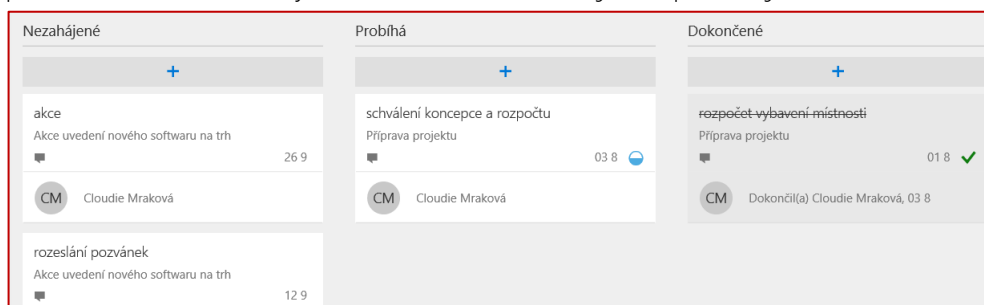 Nezahájené
akce
Akce uvedení nového softwaru na trh
26 9
CM Cloudie Mraková
rozeslání pozvánek
Akce uvedení nového softwaru na trh
12 9
Probíhá
schválení koncepce a rozpočtu
Příprava projektu
03 8
CM Cloudie Mraková
Dokončené
rozpočet vybavení místnosti
Příprava projektu
01 8
CM Dokončil(a) Cloudie Mraková, 03 8